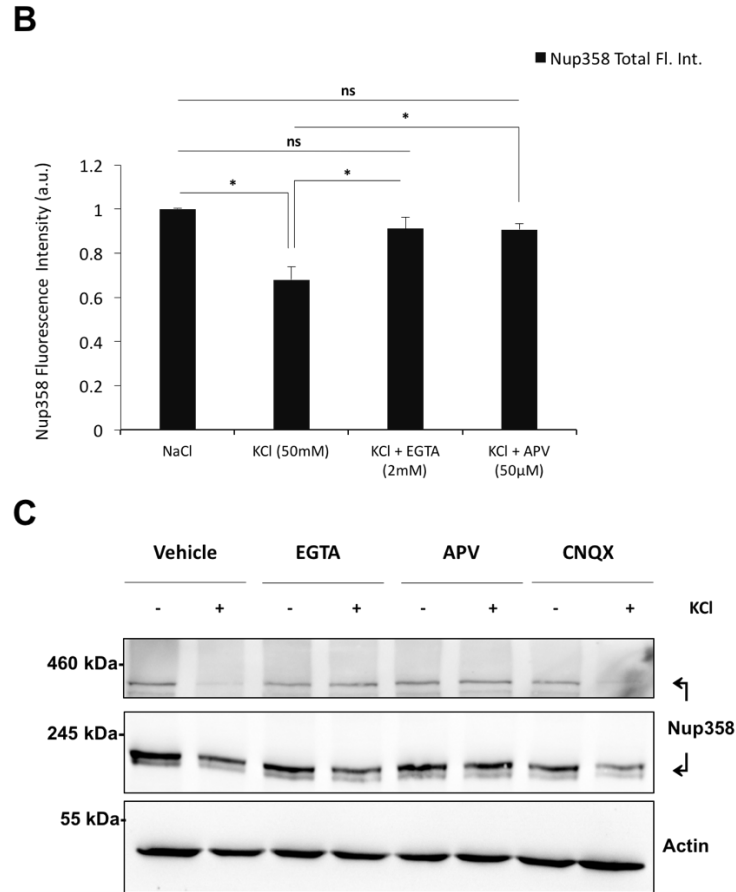 B
Nup358 Total Fl. Int.
ns
*
ns
*
*
Nup358 Fluorescence Intensity (a.u.)
1.2
1
0.8
0.6
0.4
0.2
0
NaCl
KCl (50mM)
KCl + EGTA
(2mM)
KCl + APV
(50µM)
C
Vehicle EGTA APV CNQX
- + - + - + - + KCl
460 kDa-
245 kDa-
Nup358
55 kDa-
Actin